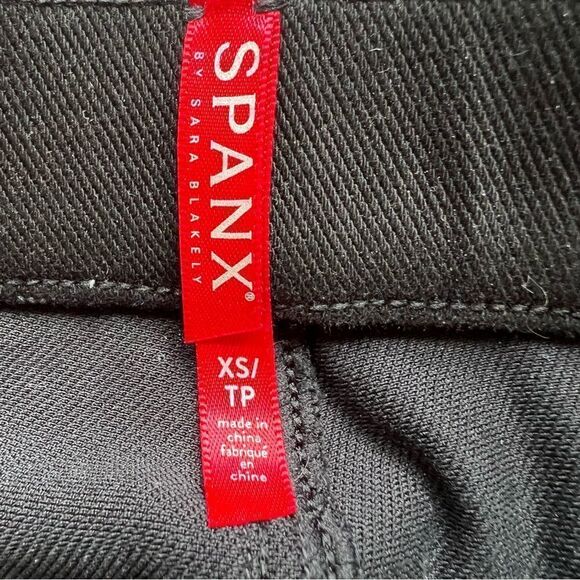 SPANX®
BY SARA BLAKELY
XS/
TP
made in
china
fabriqué
en
chine